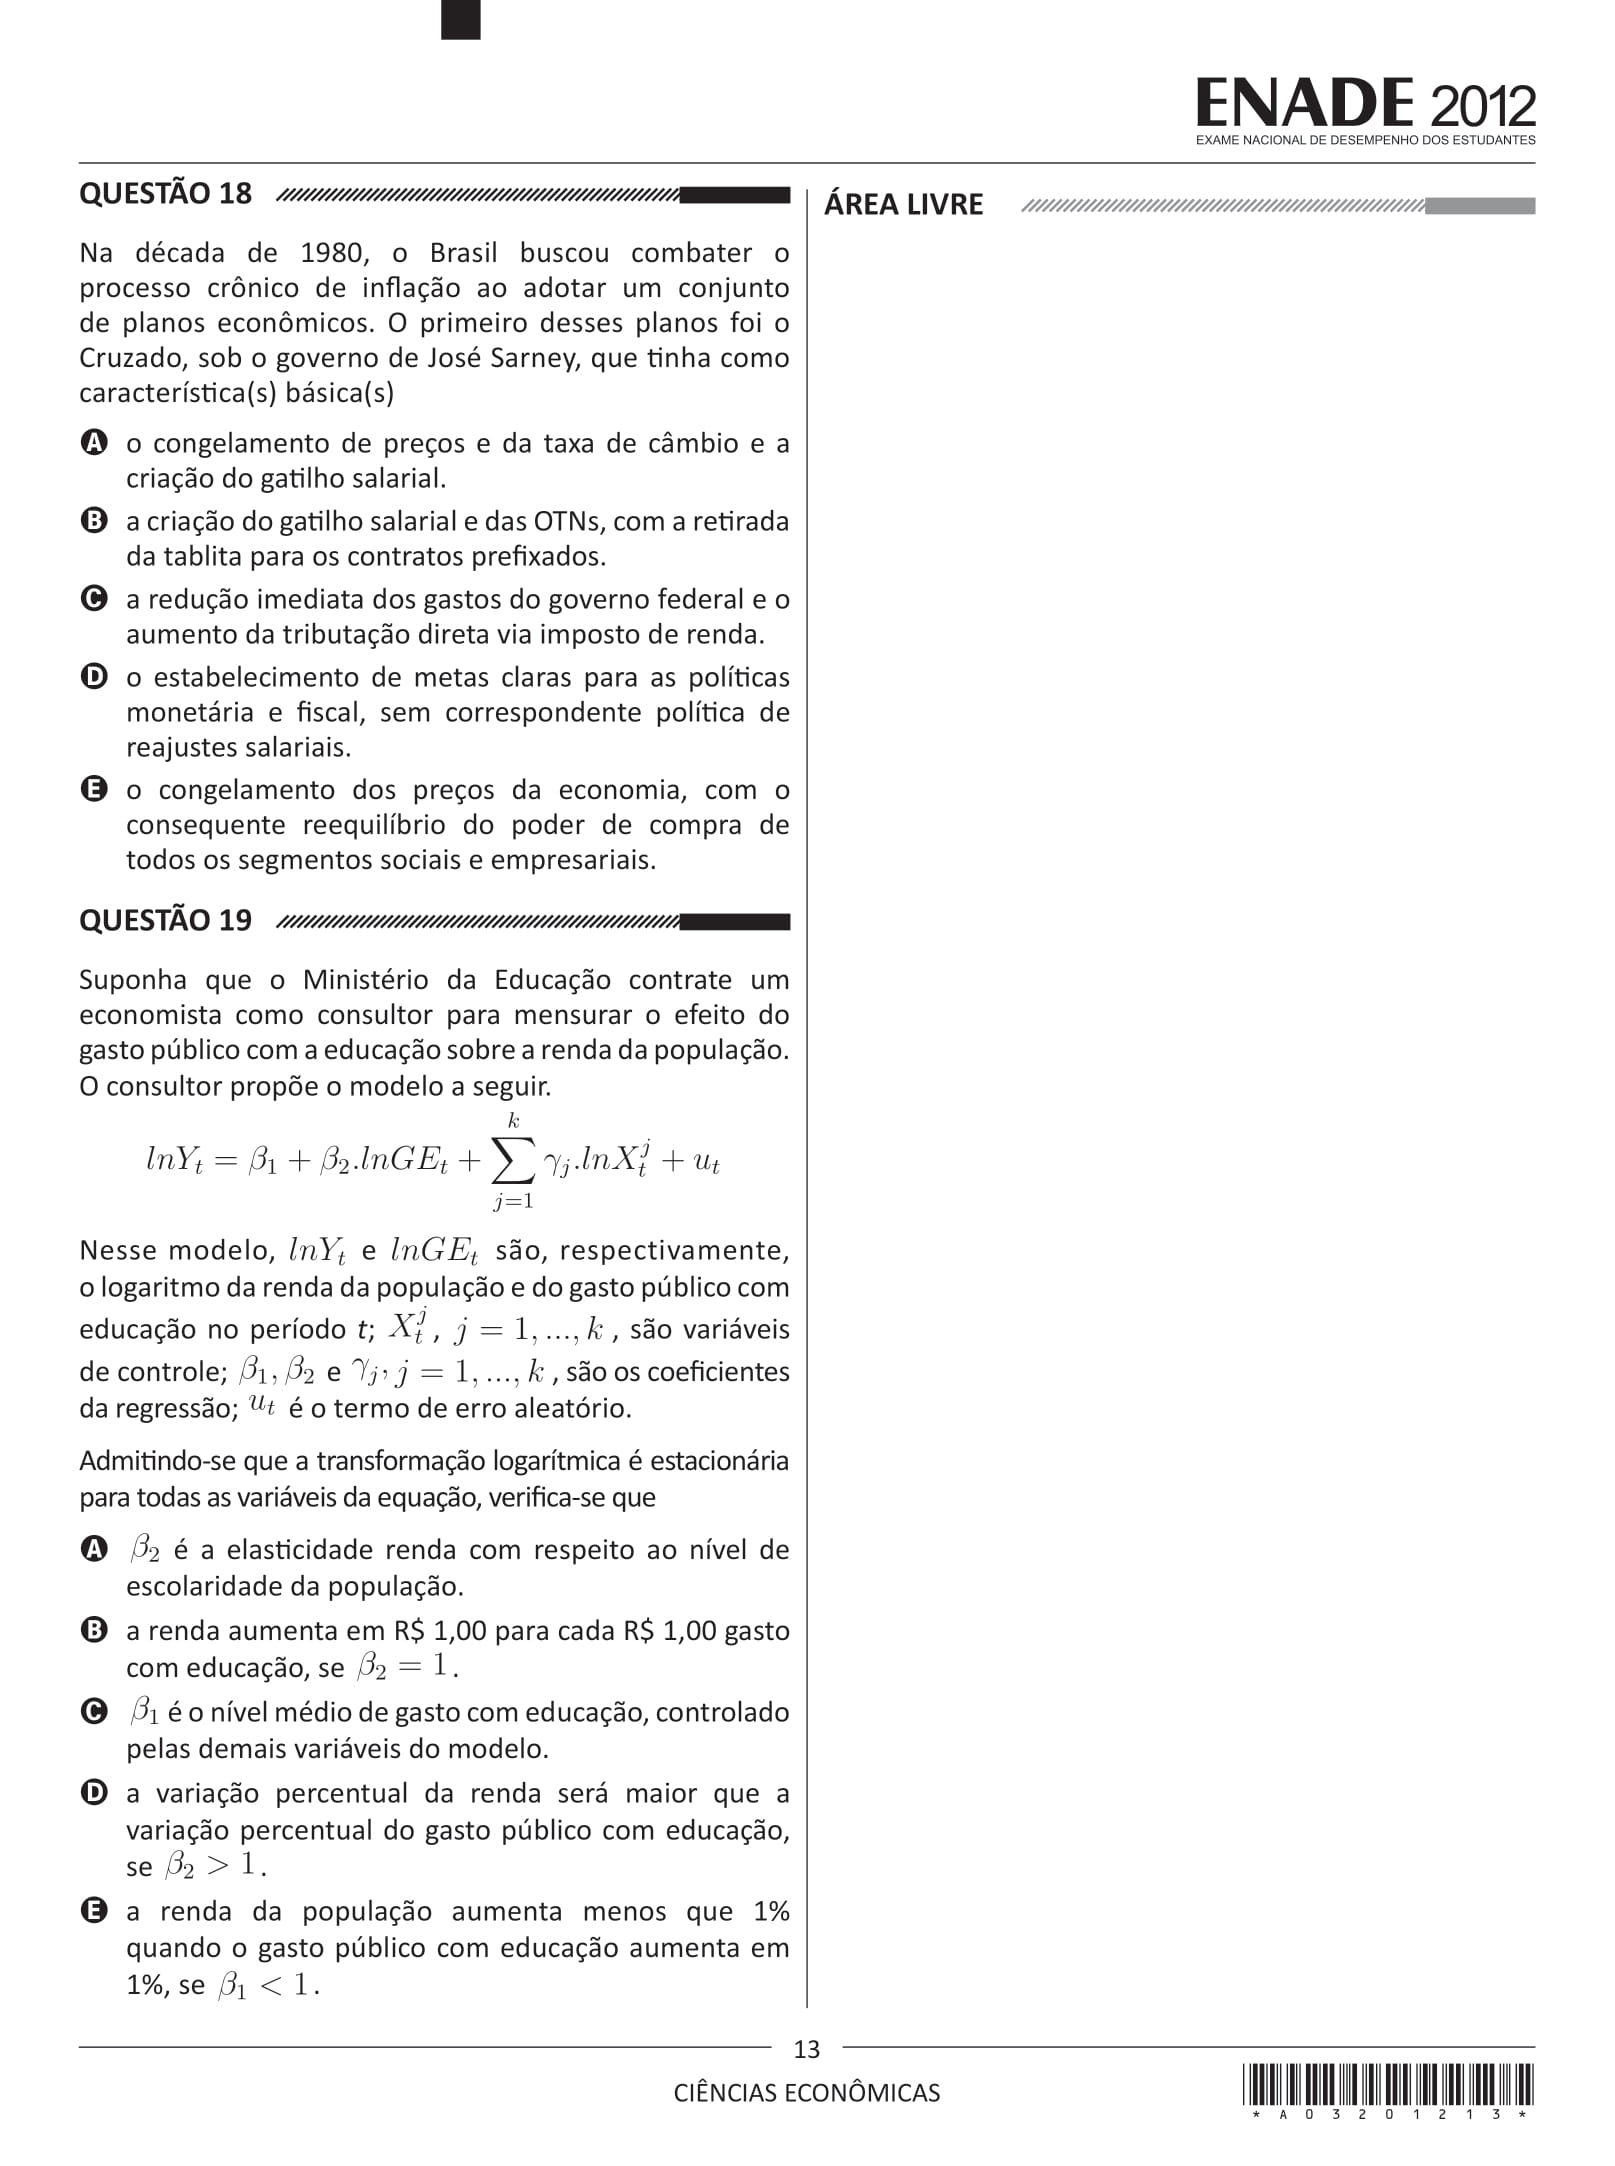 ENADE 2012
EXAME NACIONAL DE DESEMPENHO DOS ESTUDANTES
QUESTÃO 18
Na década de 1980, o Brasil buscou combater o
processo crônico de inflação ao adotar um conjunto
de planos econômicos. O primeiro desses planos foi o
Cruzado, sob o governo de José Sarney, que tinha como
característica(s) básica(s)
A o congelamento de preços e da taxa de câmbio e a
criação do gatilho salarial.
B a criação do gatilho salarial e das OTNs, com a retirada
da tablita para os contratos prefixados.
C a redução imediata dos gastos do governo federal e o
aumento da tributação direta via imposto de renda.
D o estabelecimento de metas claras para as políticas
monetária e fiscal, sem correspondente política de
reajustes salariais.
E o congelamento dos preços da economia, com o
consequente reequilíbrio do poder de compra de
todos os segmentos sociais e empresariais.
QUESTÃO 19
Suponha que o Ministério da Educação contrate um
economista como consultor para mensurar o efeito do
gasto público com a educação sobre a renda da população.
O consultor propõe o modelo a seguir.
$lnY_t = \beta_1 + \beta_2.lnGE_t + \sum_{j=1}^{k} \gamma_j.lnX_t^j + u_t$
Nesse modelo, $lnY_t$ e $lnGE_t$ são, respectivamente,
o logaritmo da renda da população e do gasto público com
educação no período t; $X_t^j$, $j = 1, ..., k$, são variáveis
de controle; $\beta_1, \beta_2$ e $\gamma_j, j = 1, ..., k$, são os coeficientes
da regressão; $u_t$ é o termo de erro aleatório.
Admitindo-se que a transformação logarítmica é estacionária
para todas as variáveis da equação, verifica-se que
A $\beta_2$ é a elasticidade renda com respeito ao nível de
escolaridade da população.
B a renda aumenta em R$ 1,00 para cada R$ 1,00 gasto
com educação, se $\beta_2 = 1$.
C $\beta_1$ é o nível médio de gasto com educação, controlado
pelas demais variáveis do modelo.
D a variação percentual da renda será maior que a
variação percentual do gasto público com educação,
se $\beta_2 > 1$.
E a renda da população aumenta menos que 1%
quando o gasto público com educação aumenta em
1%, se $\beta_1 < 1$.
ÁREA LIVRE
13
CIÊNCIAS ECONÔMICAS
*A0320121 3*